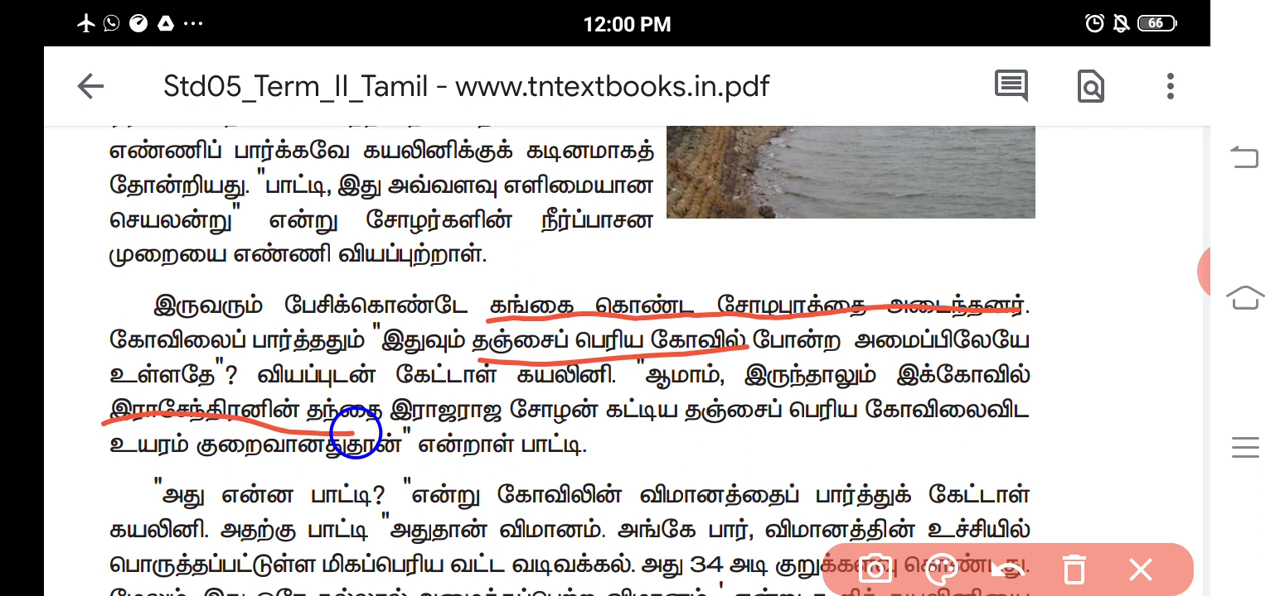 12:00 PM
66
Std05_Term_II_Tamil - www.tntextbooks.in.pdf
எண்ணிப் பார்க்கவே கயலினிக்குக் கடினமாகத்
தோன்றியது. "பாட்டி, இது அவ்வளவு எளிமையான
செயலன்று" என்று சோழர்களின் நீர்ப்பாசன
முறையை எண்ணி வியப்புற்றாள்.
இருவரும் பேசிக்கொண்டே கங்கை கொண்ட சோழபுரத்தை அடைந்தனர்.
கோவிலைப் பார்த்ததும் "இதுவும் தஞ்சைப் பெரிய கோவில் போன்ற அமைப்பிலேயே
உள்ளதே"? வியப்புடன் கேட்டாள் கயலினி. "ஆமாம், இருந்தாலும் இக்கோவில்
இராசேந்திரனின் தந்தை இராஜராஜ சோழன் கட்டிய தஞ்சைப் பெரிய கோவிலைவிட
உயரம் குறைவானதுதான்" என்றாள் பாட்டி.
"அது என்ன பாட்டி? "என்று கோவிலின் விமானத்தைப் பார்த்துக் கேட்டாள்
கயலினி. அதற்கு பாட்டி "அதுதான் விமானம். அங்கே பார், விமானத்தின் உச்சியில்
பொருத்தப்பட்டுள்ள மிகப்பெரிய வட்ட வடிவக்கல். அது 34 அடி குறுக்களவு கொண்டது.